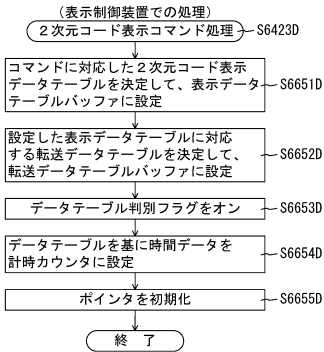 (表示制御装置での処理)
2次元コード表示コマンド処理
S6423D
コマンドに対応した2次元コード表示
データテーブルを決定して、表示データ
テーブルバッファに設定
S6651D
設定した表示データテーブルに対応
する転送データテーブルを決定して、
転送データテーブルバッファに設定
S6652D
データテーブル判別フラグをオン
S6653D
データテーブルを基に時間データを
計時カウンタに設定
S6654D
ポインタを初期化
S6655D
終 了